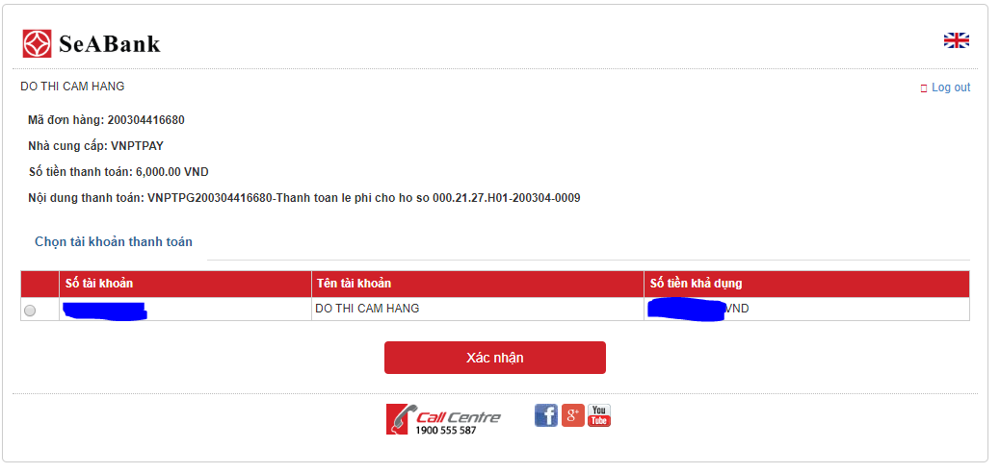 SeABank
DO THI CAM HANG
Log out
Mã đơn hàng: 200304416680
Nhà cung cấp: VNPTPAY
Số tiền thanh toán: 6,000.00 VND
Nội dung thanh toán: VNPTPG200304416680-Thanh toan le phi cho ho so 000.21.27.H01-200304-0009
Chọn tài khoản thanh toán
Số tài khoản Tên tài khoản Số tiền khả dụng
DO THI CAM HANG VND
Xác nhận
Call Centre
1900 555 587
f g+ You Tube